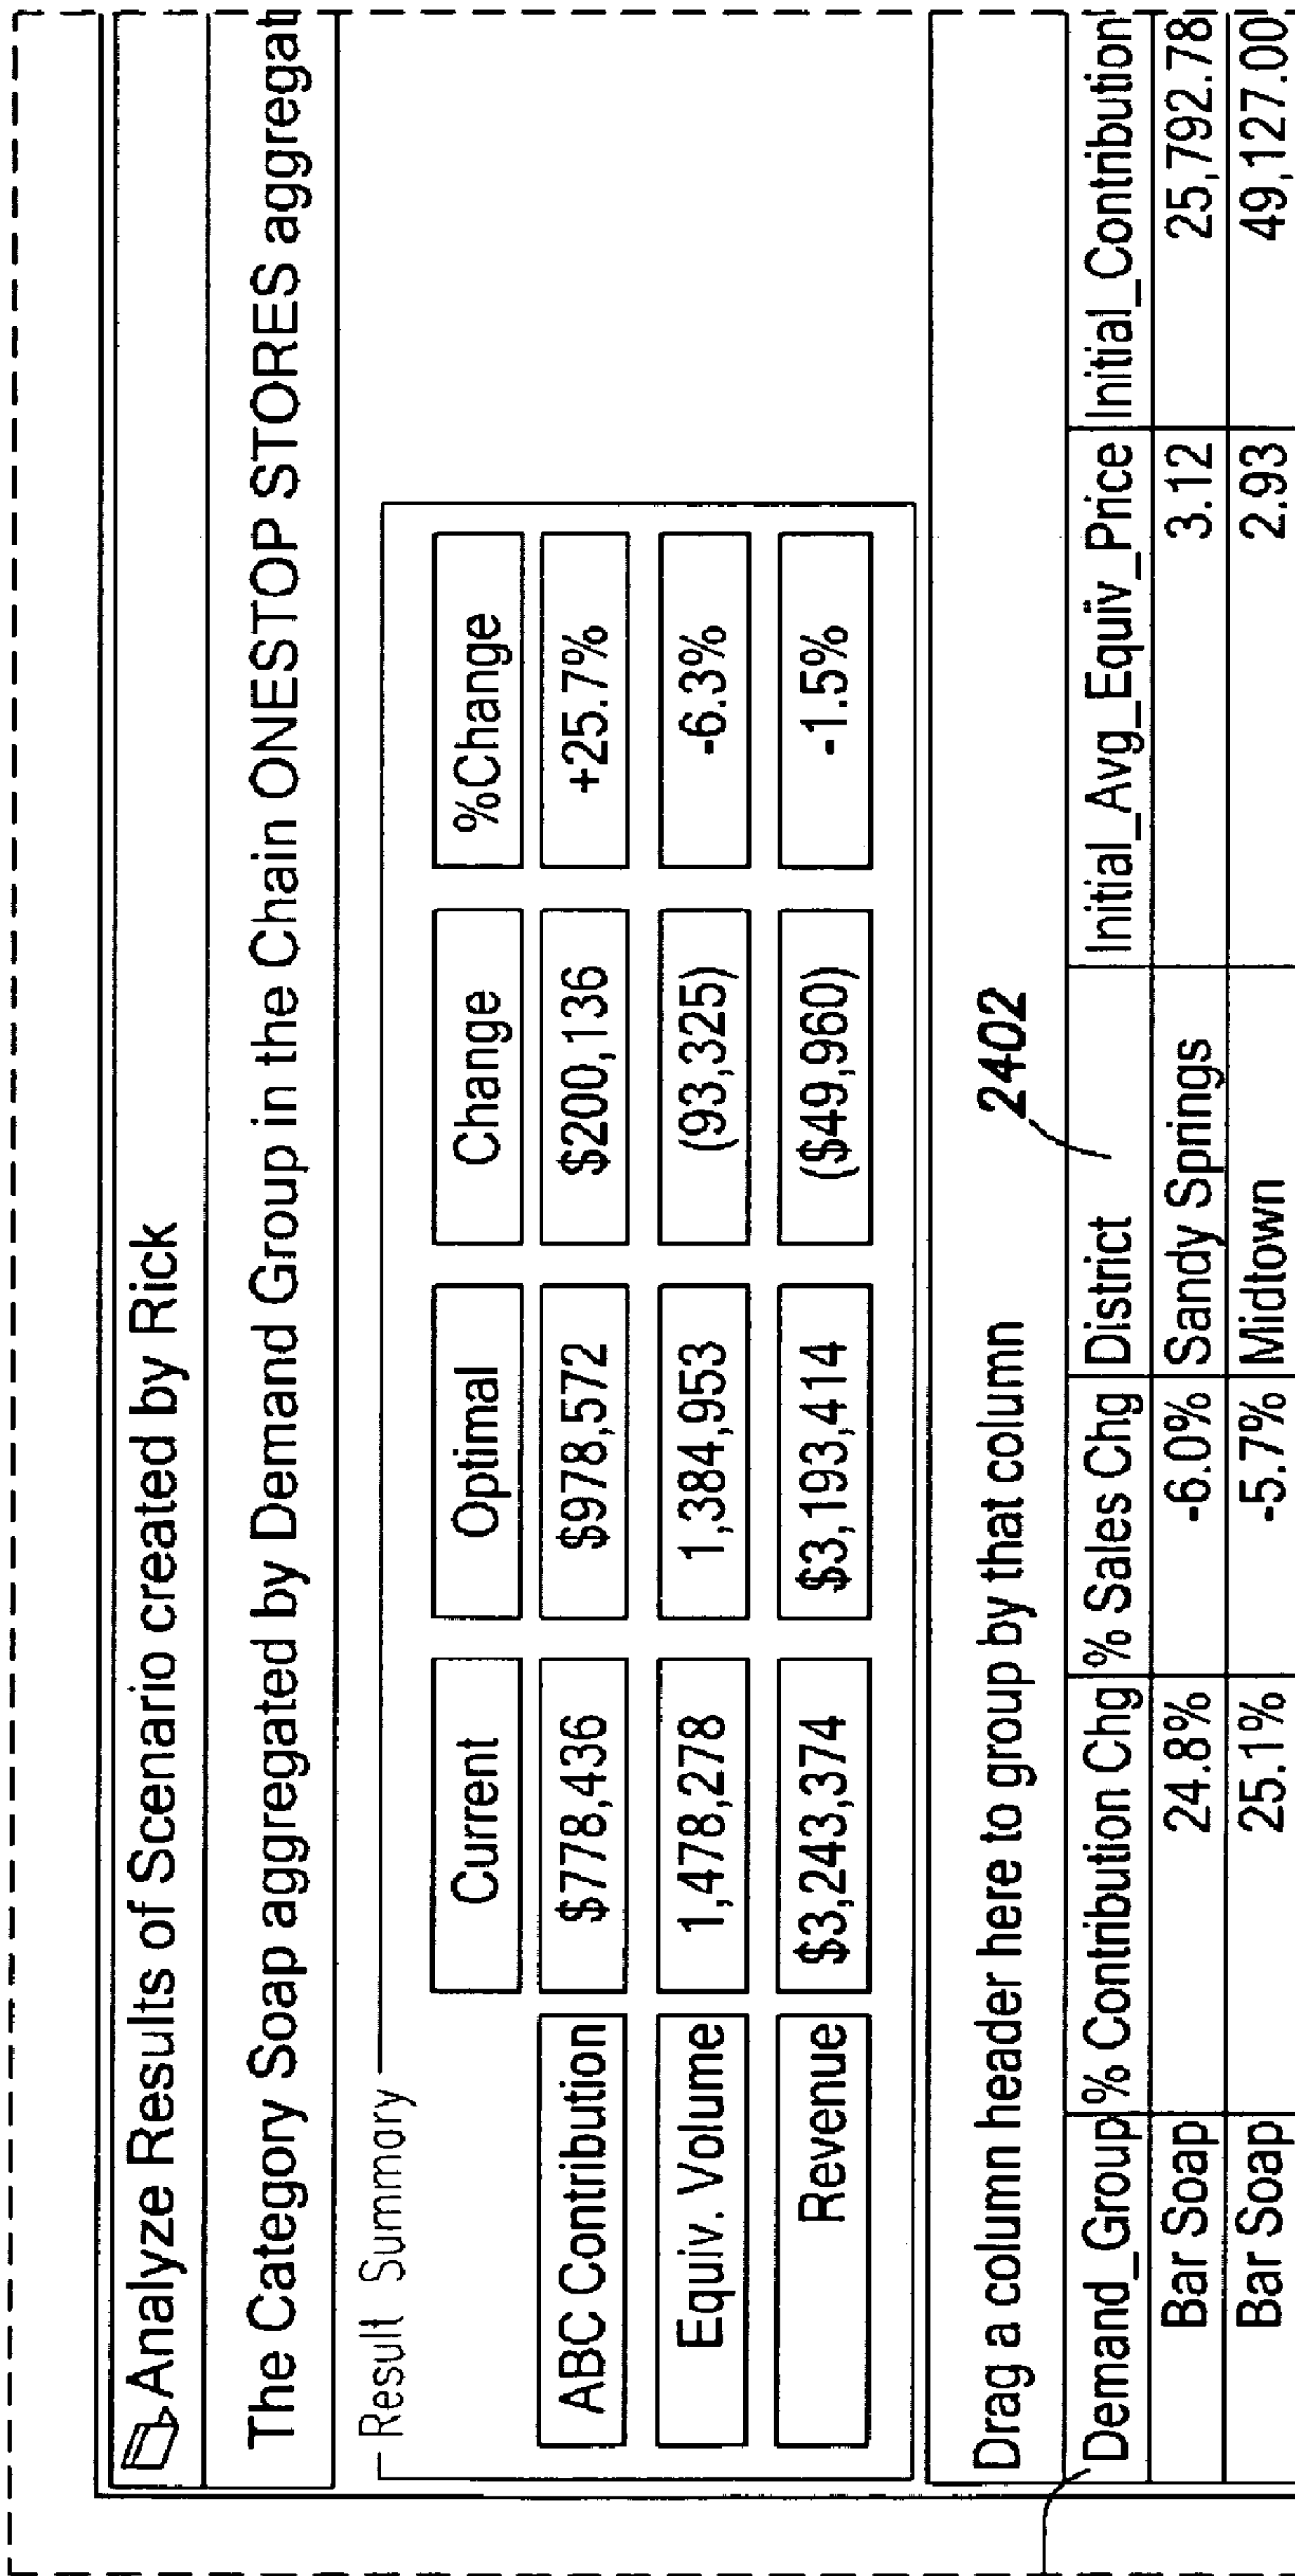 Analyze Results of Scenario created by Rick
The Category Soap aggregated by Demand Group in the Chain ONESTOP STORES aggregat
Result Summary
Current Optimal Change %Change
ABC Contribution $778,436 $978,572 $200,136 +25.7%
Equiv. Volume 1,478,278 1,384,953 (93,325) -6.3%
Revenue $3,243,374 $3,193,414 ($49,960) -1.5%
Drag a column header here to group by that column
2402
Demand_Group % Contribution Chg % Sales Chg District Initial_Avg_Equiv_Price Initial_Contribution
Bar Soap 24.8% -6.0% Sandy Springs 3.12 25,792.78
Bar Soap 25.1% -5.7% Midtown 2.93 49,127.00